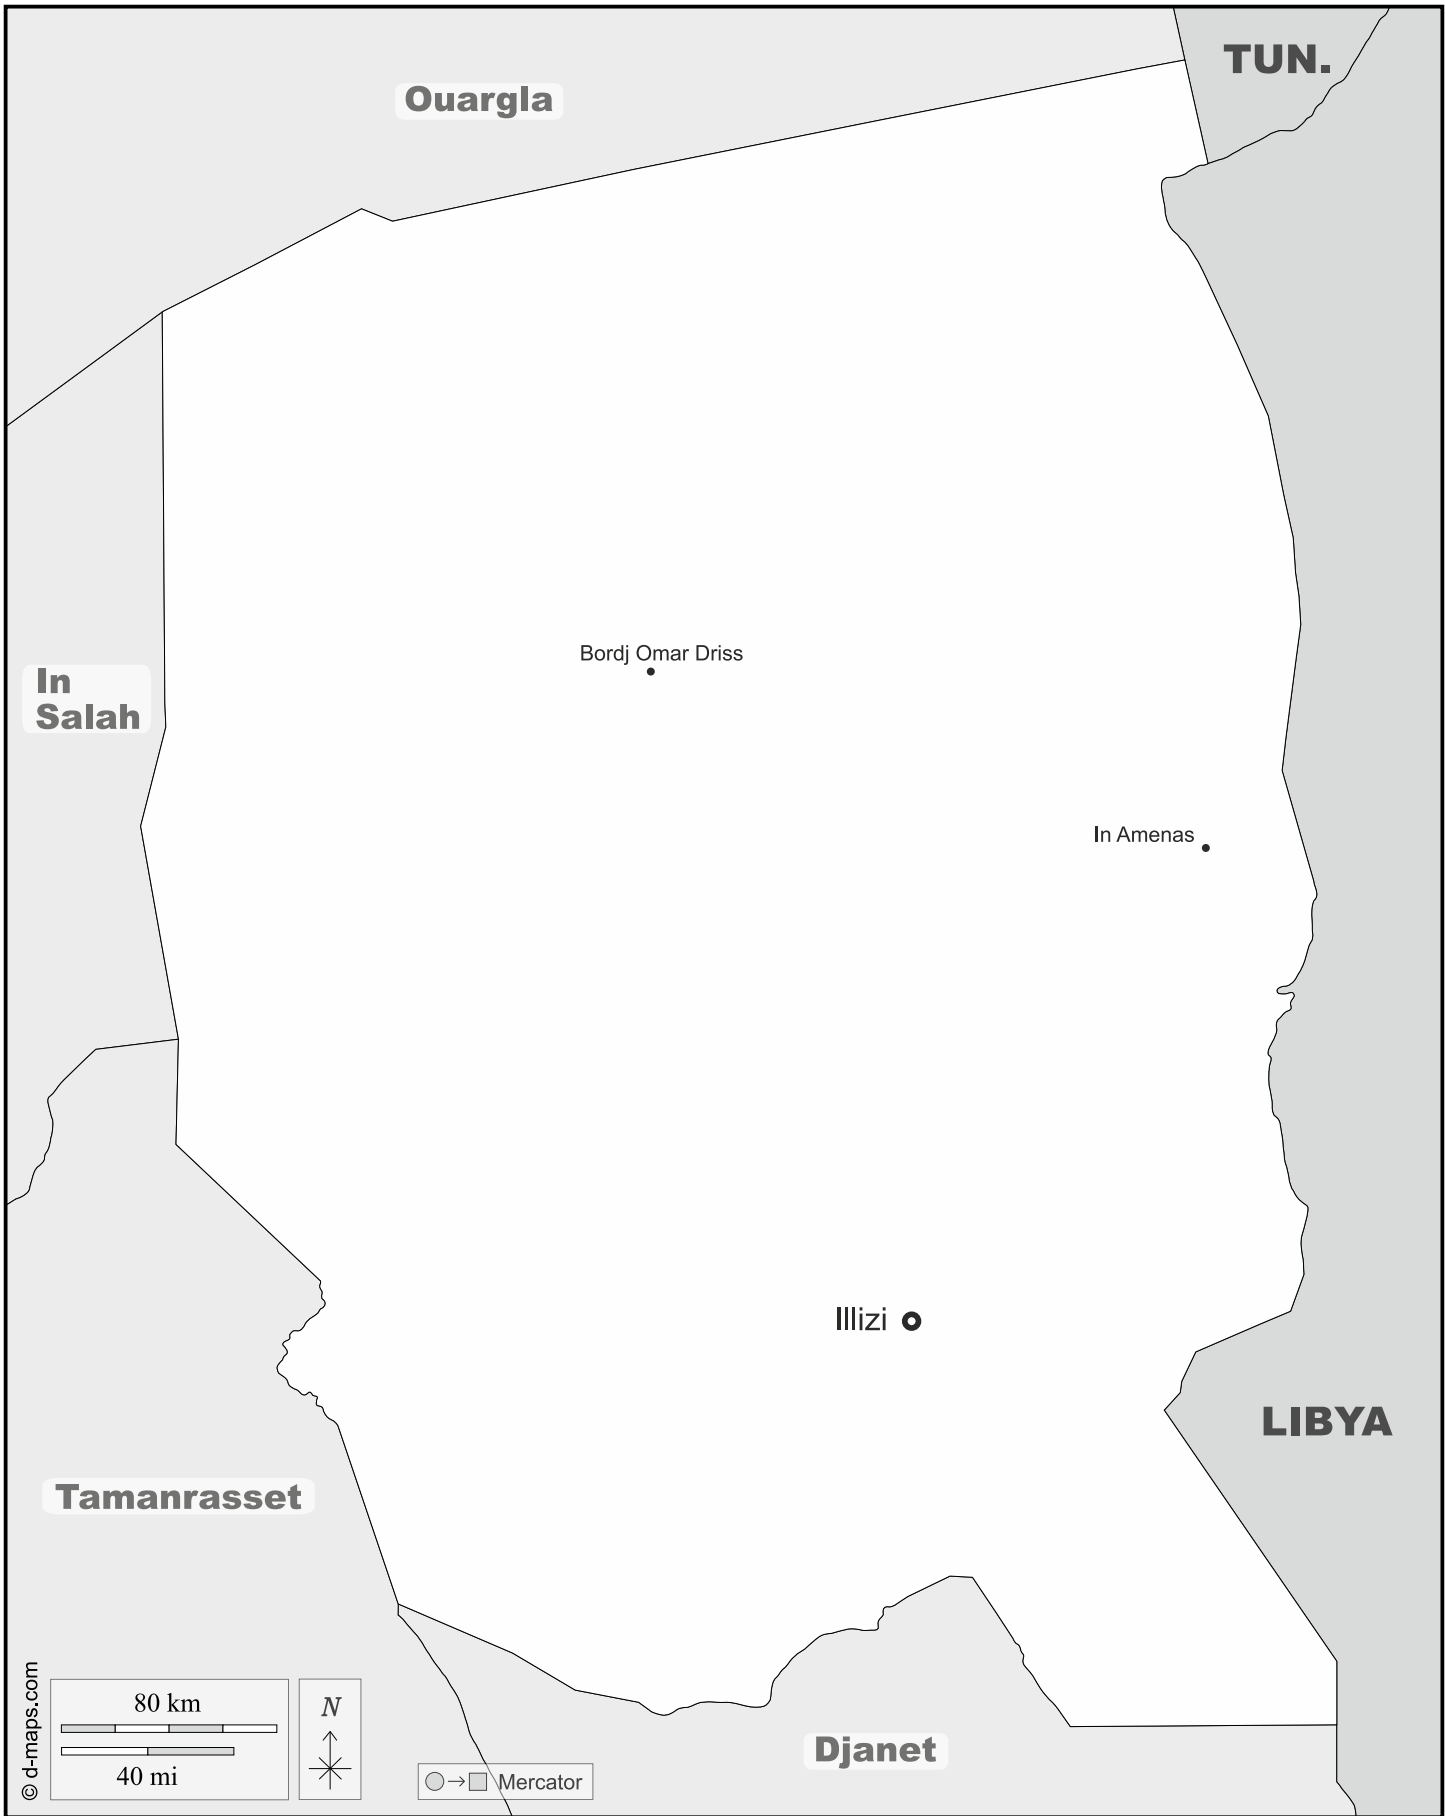 TUN.
Ouargla
Bordj Omar Driss
In
Salah
In Amenas
Illizi
LIBYA
Tamanrasset
Djanet
© d-maps.com
80 km
40 mi
N
Mercator